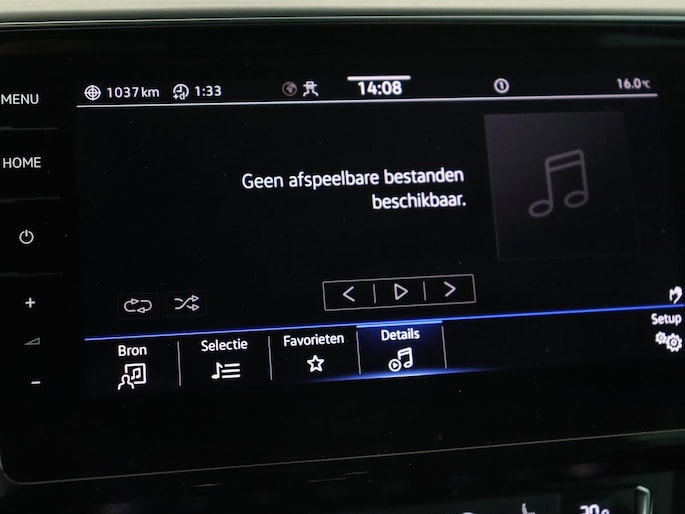 MENU
HOME
1037 km 1:33 14:08 1 16.0°C
Geen afspeelbare bestanden
beschikbaar.
+
-
Bron Selectie Favorieten Details Setup